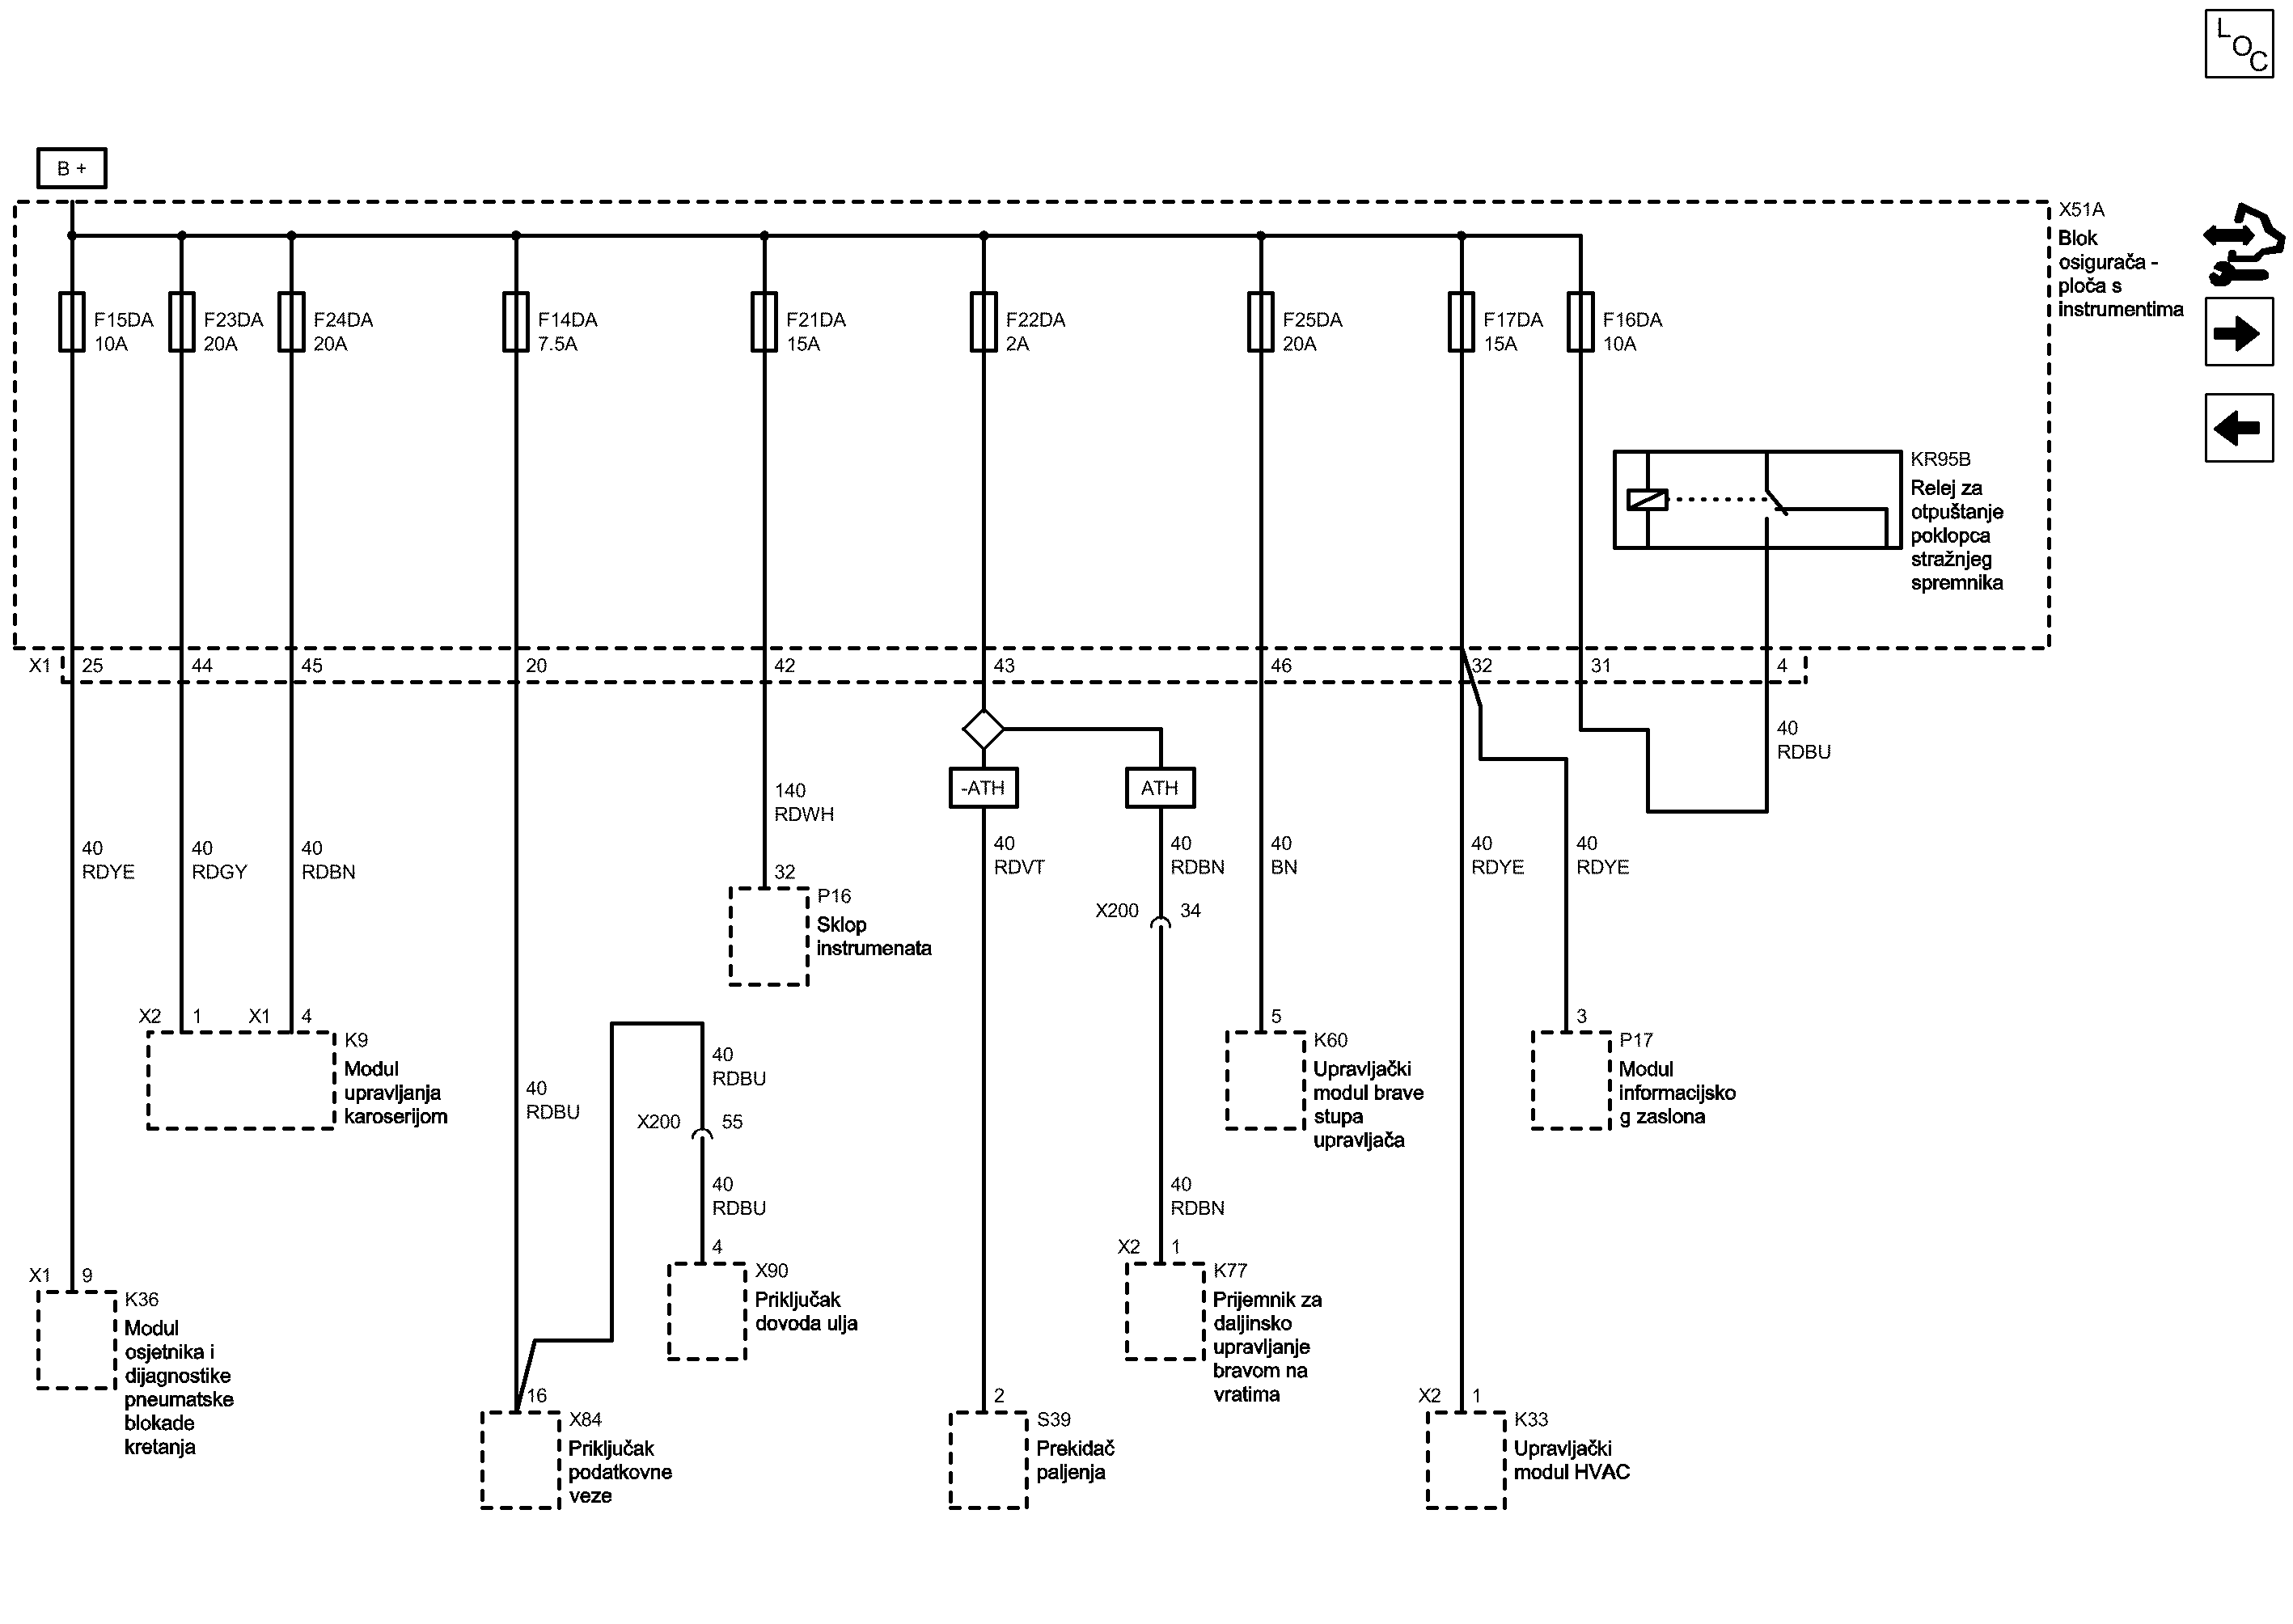 LOC
B +
X51A
Blok
osigurača -
ploča s
instrumentima
F15DA
10A
F23DA
20A
F24DA
20A
F14DA
7.5A
F21DA
15A
F22DA
2A
F25DA
20A
F17DA
15A
F16DA
10A
KR95B
Relej za
otpuštanje
poklopca
stražnjeg
spremnika
X1 25 44 45 20 42 43 46 32 31 4
40
RDBU
-ATH
ATH
140
RDWH
40
RDYE
40
RDGY
40
RDBN
40
RDVT
40
RDBN
40
BN
40
RDYE
40
RDYE
32
P16
Sklop
instrumenata
X200 34
X2 1 X1 4
K9
Modul
upravljanja
karoserijom
40
RDBU
40
RDBU
X200 55
40
RDBU
5
K60
Upravljački
modul brave
stupa
upravljača
3
P17
Modul
informacijsko
g zaslona
40
RDBN
4
X90
Priključak
dovoda ulja
X2 1
K77
Prijemnik za
daljinsko
upravljanje
bravom na
vratima
X1 9
K36
Modul
osjetnika i
dijagnostike
pneumatske
blokade
kretanja
16
X84
Priključak
podatkovne
veze
2
S39
Prekidač
paljenja
X2 1
K33
Upravljački
modul HVAC